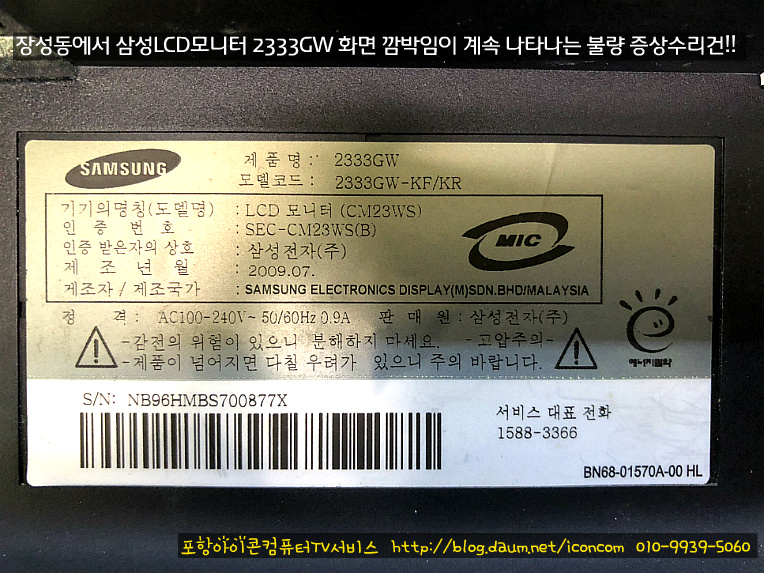 장성동에서 삼성LCD모니터 2333GW 화면 깜박임이 계속 나타나는 불량 증상수리건!!
SAMSUNG
제 품 명 : 2333GW
모델코드 : 2333GW-KF/KR
기기의명칭(모델명) : LCD 모니터 (CM23WS)
인 증 번 호 : SEC-CM23WS(B)
인증 받은자의 상호 : 삼성전자(주)
제 조 년 월 : 2009.07.
제조자 / 제조국가 : SAMSUNG ELECTRONICS DISPLAY(M)SDN.BHD/MALAYSIA
MIC
정 격 : AC100-240V~ 50/60Hz 0.9A 판 매 원 : 삼성전자(주)
-감전의 위험이 있으니 분해하지 마세요. -고압주의-
-제품이 넘어지면 다칠 우려가 있으니 주의 바랍니다.
에너지절약
S/N: NB96HMBS700877X
서비스 대표 전화
1588-3366
BN68-01570A-00 HL
포항아이콘컴퓨터TV서비스 http://blog.daum.net/iconcom 010-9939-5060